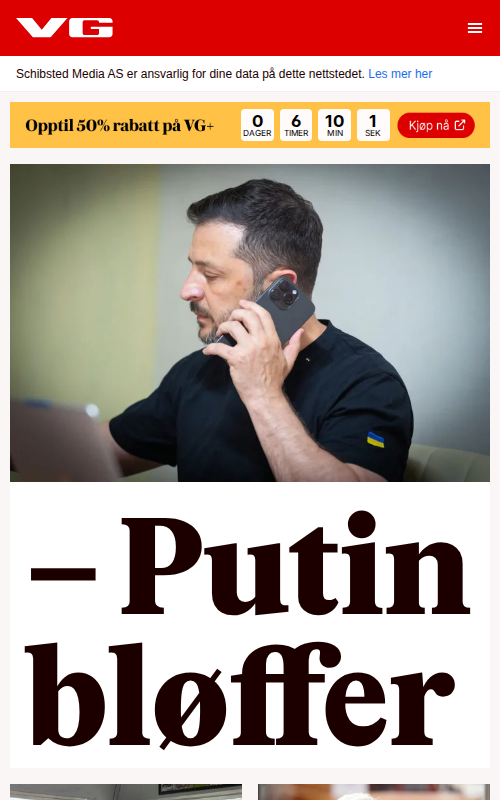 VG
Schibsted Media AS er ansvarlig for dine data på dette nettstedet. Les mer her
Opptil 50% rabatt på VG+
0 6 10 1
DAGER TIMER MIN SEK
Kjøp nå
– Putin
bløffer